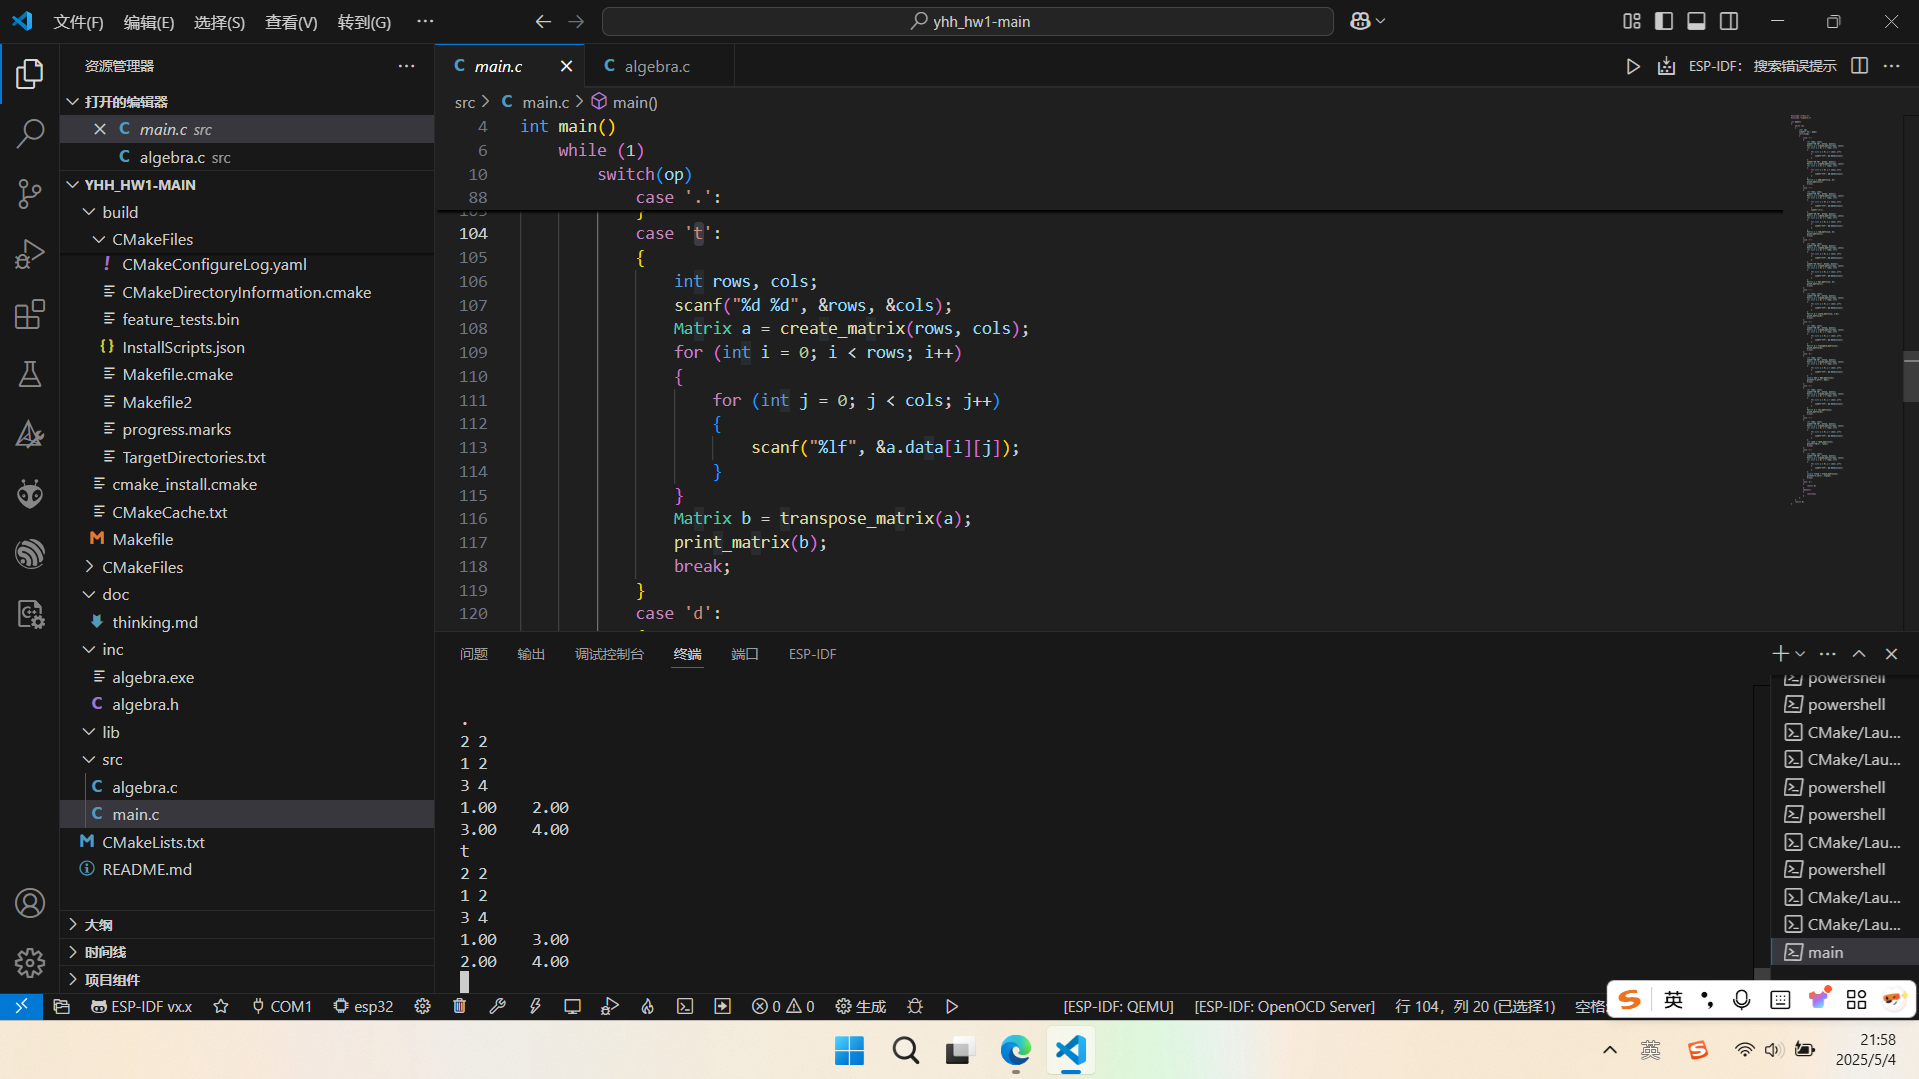 文件(F) 编辑(E) 选择(S) 查看(V) 转到(G) ··· yhh_hw1-main
资源管理器 ···
打开的编辑器
main.c src
algebra.c src
YHH_HW1-MAIN
build
CMakeFiles
CMakeConfigureLog.yaml
CMakeDirectoryInformation.cmake
feature_tests.bin
InstallScripts.json
Makefile.cmake
Makefile2
progress.marks
TargetDirectories.txt
cmake_install.cmake
CMakeCache.txt
Makefile
CMakeFiles
doc
thinking.md
inc
algebra.exe
algebra.h
lib
src
algebra.c
main.c
CMakeLists.txt
README.md
大纲
时间线
项目组件
main.c algebra.c
ESP-IDF: 搜索错误提示
src > main.c > main()
4 int main()
6 while (1)
10 switch(op)
88 case '.':
103 }
104 case 't':
105 {
106 int rows, cols;
107 scanf("%d %d", &rows, &cols);
108 Matrix a = create_matrix(rows, cols);
109 for (int i = 0; i < rows; i++)
110 {
111 for (int j = 0; j < cols; j++)
112 {
113 scanf("%lf", &a.data[i][j]);
114 }
115 }
116 Matrix b = transpose_matrix(a);
117 print_matrix(b);
118 break;
119 }
120 case 'd':
问题 输出 调试控制台 终端 端口 ESP-IDF
.
2 2
1 2
3 4
1.00 2.00
3.00 4.00
t
2 2
1 2
3 4
1.00 3.00
2.00 4.00
powershell
powershell
CMake/Lau...
CMake/Lau...
powershell
powershell
CMake/Lau...
powershell
CMake/Lau...
CMake/Lau...
main
ESP-IDF vx.x COM1 esp32 0 0 生成 [ESP-IDF: QEMU] [ESP-IDF: OpenOCD Server] 行 104，列 20 (已选择1) 空格
英
英
21:58
2025/5/4